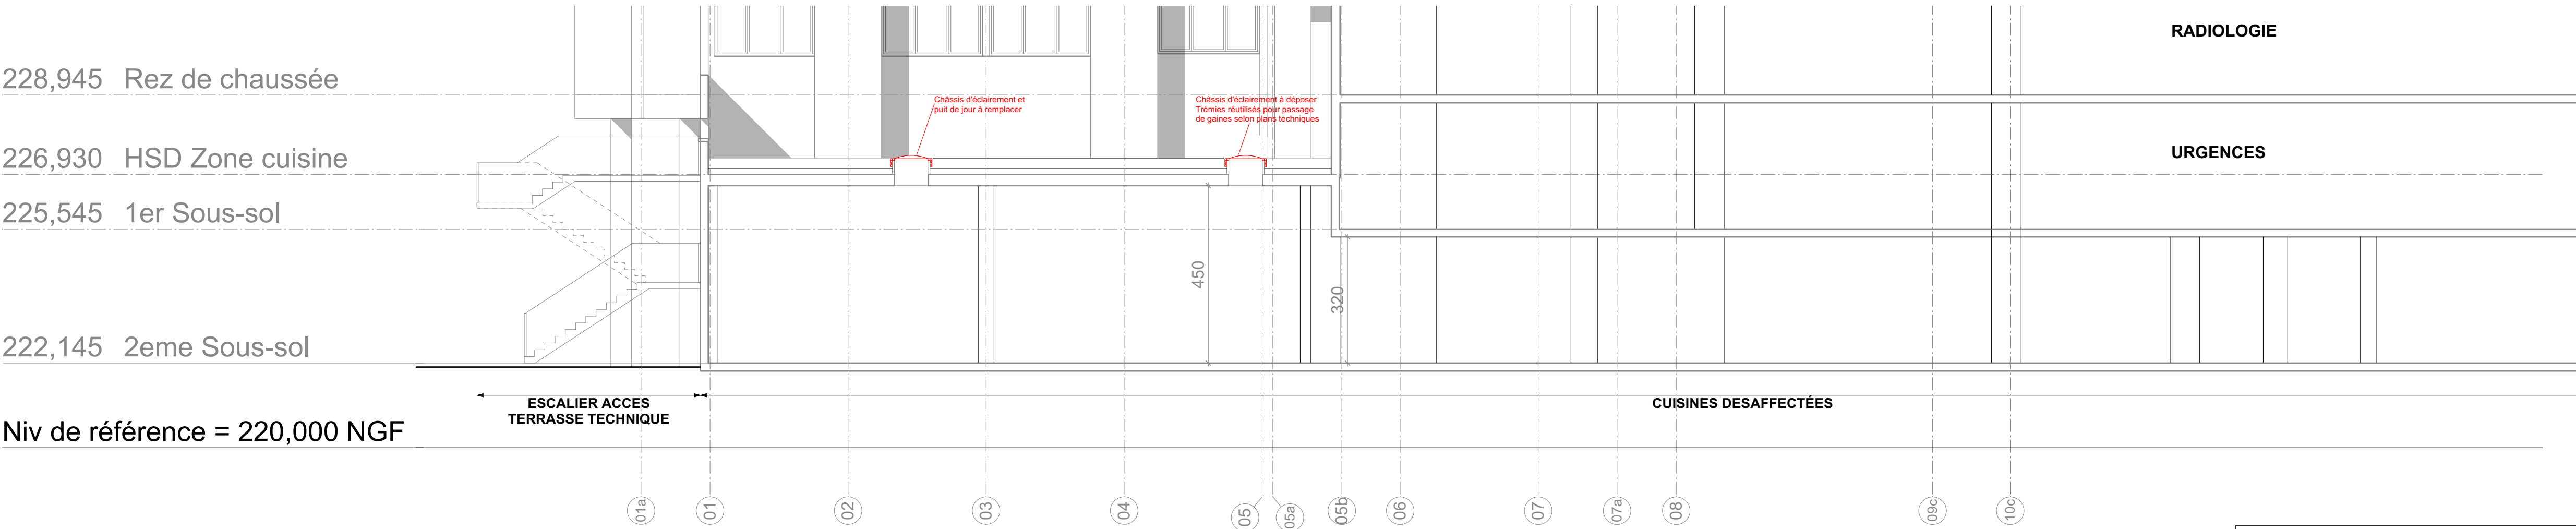 RADIOLOGIE
228,945 Rez de chaussée
Châssis d'éclairement et
puit de jour à remplacer
Châssis d'éclairement à déposer
Trémies réutilisés pour passage
de gaines selon plans techniques
226,930 HSD Zone cuisine
URGENCES
225,545 1er Sous-sol
450
320
222,145 2eme Sous-sol
ESCALIER ACCES
TERRASSE TECHNIQUE
CUISINES DESAFFECTÉES
Niv de référence = 220,000 NGF
01a 01 02 03 04 05 05a 05b 06 07 07a 08 09c 10c